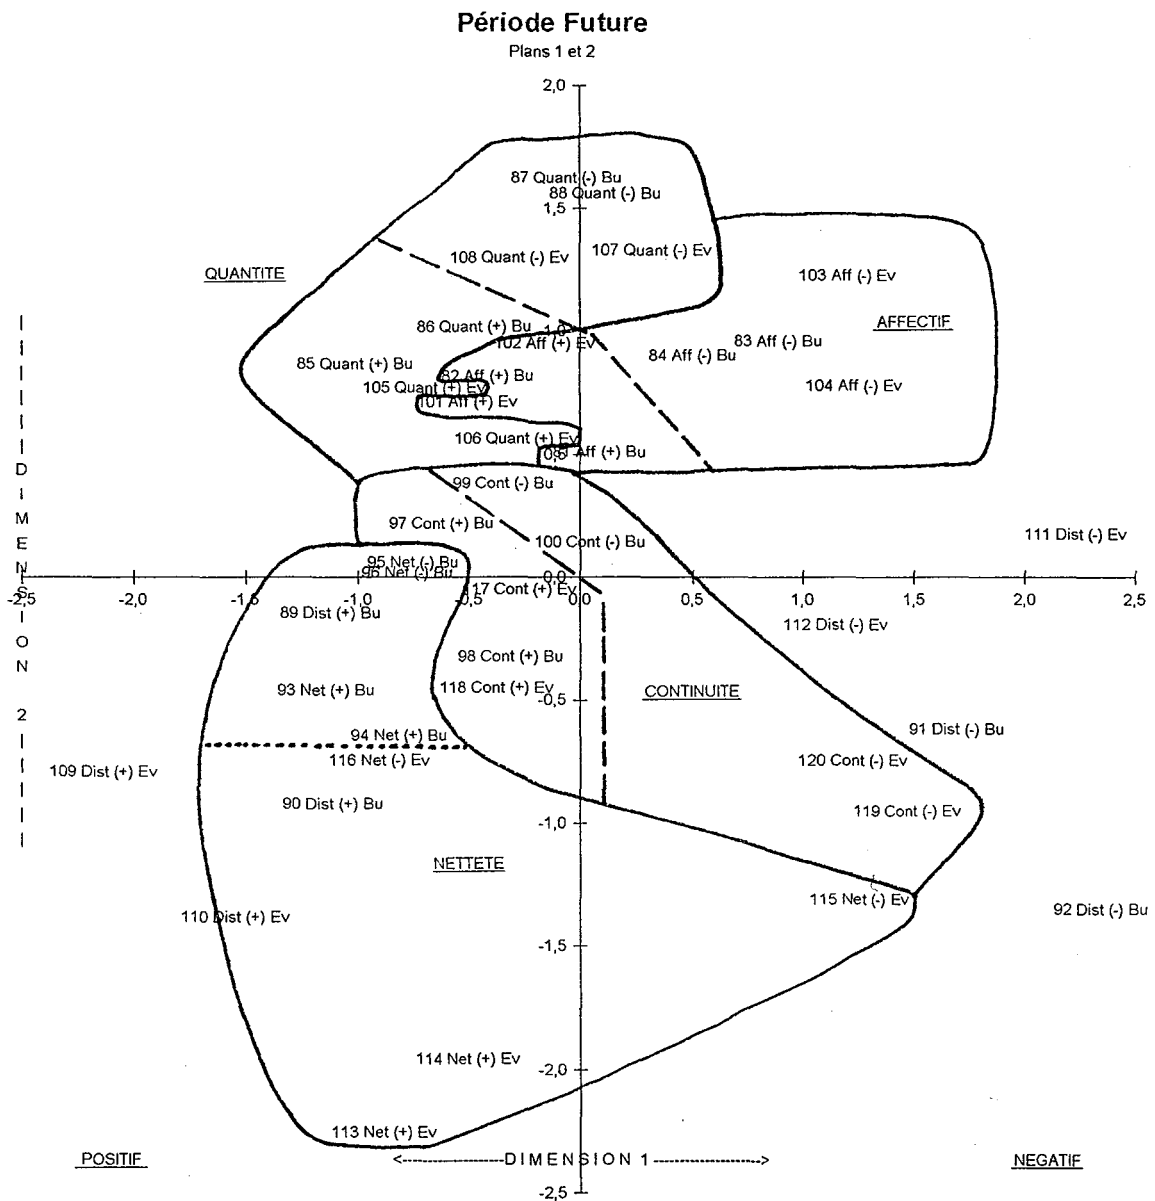 Période Future
Plans 1 et 2
2,0
87 Quant (-) Bu
88 Quant (-) Bu
1,5
107 Quant (-) Ev
108 Quant (-) Ev
QUANTITE
103 Aff (-) Ev
AFFECTIF
86 Quant (+) Bu
1,0
102 Aff (+) Ev
83 Aff (-) Bu
84 Aff (-) Bu
85 Quant (+) Bu
82 Aff (+) Bu
105 Quant (+) Ev
104 Aff (-) Ev
101 Aff (+) Ev
106 Quant (+) Ev
0,5
Aff (+) Bu
99 Cont (-) Bu
97 Cont (+) Bu
111 Dist (-) Ev
100 Cont (-) Bu
95 Net (-) Bu
96 Net (-) Bu
0,0
-2,5
-2,0
-1,5
-1,0
-0,5
0,0
0,5
1,0
1,5
2,0
2,5
17 Cont (+) Ev
89 Dist (+) Bu
112 Dist (-) Ev
98 Cont (+) Bu
93 Net (+) Bu
118 Cont (+) Ev
CONTINUITE
-0,5
91 Dist (-) Bu
94 Net (+) Bu
116 Net (-) Ev
120 Cont (-) Ev
109 Dist (+) Ev
90 Dist (+) Bu
119 Cont (-) Ev
-1,0
NETTETE
115 Net (-) Ev
92 Dist (-) Bu
110 Dist (+) Ev
-1,5
114 Net (+) Ev
-2,0
113 Net (+) Ev
POSITIF
<----------------DIMENSION 1---------------->
NEGATIF
-2,5
DIMENSION 2